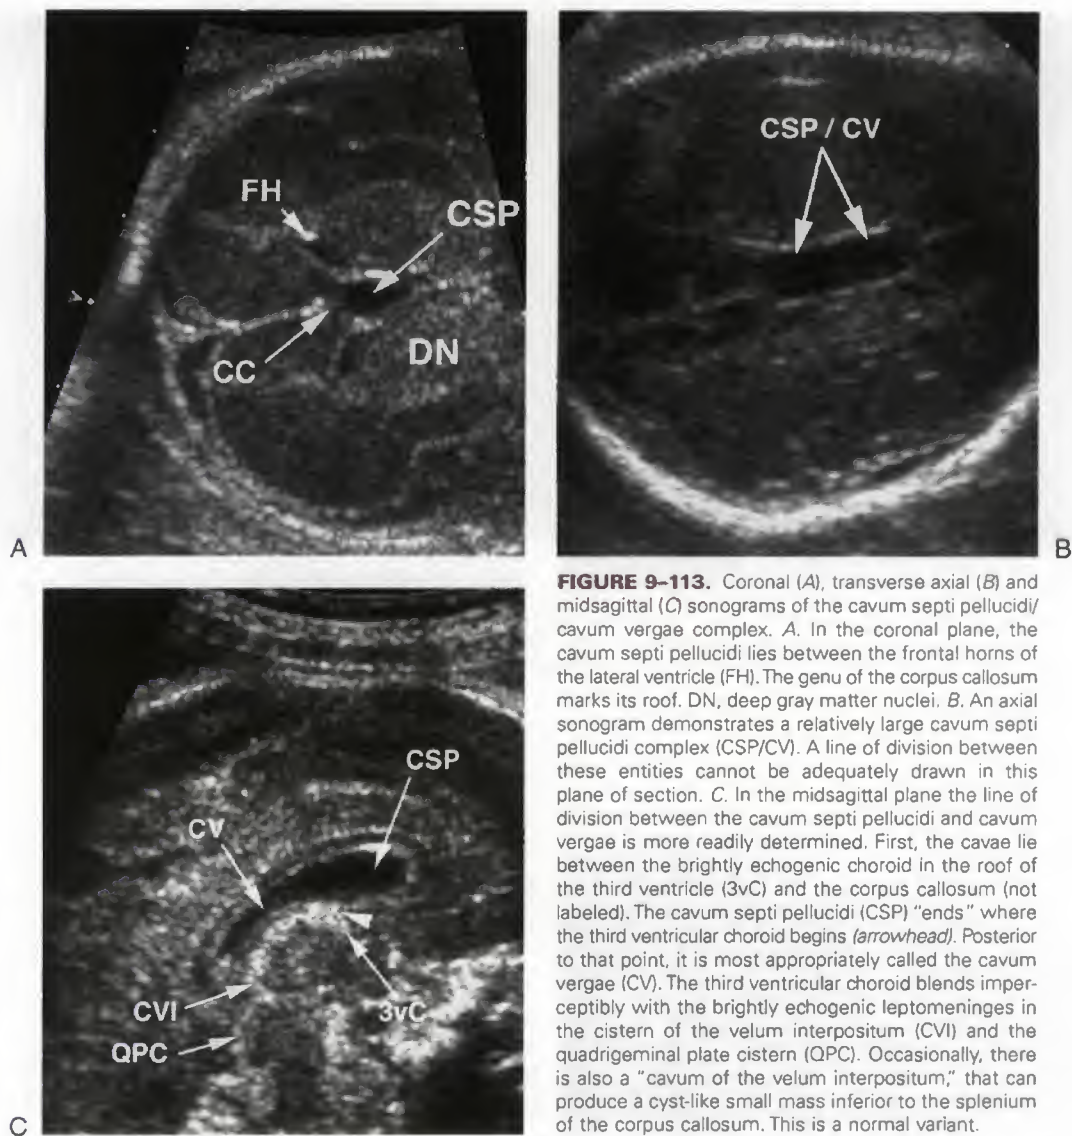 FH
CSP
CC
DN
A
CSP / CV
B
CSP
CV
CVI
3vC
QPC
C
FIGURE 9–113. Coronal (A), transverse axial (B) and
midsagittal (C) sonograms of the cavum septi pellucidi/
cavum vergae complex. A. In the coronal plane, the
cavum septi pellucidi lies between the frontal horns of
the lateral ventricle (FH). The genu of the corpus callosum
marks its roof. DN, deep gray matter nuclei. B. An axial
sonogram demonstrates a relatively large cavum septi
pellucidi complex (CSP/CV). A line of division between
these entities cannot be adequately drawn in this
plane of section. C. In the midsagittal plane the line of
division between the cavum septi pellucidi and cavum
vergae is more readily determined. First, the cavae lie
between the brightly echogenic choroid in the roof of
the third ventricle (3vC) and the corpus callosum (not
labeled). The cavum septi pellucidi (CSP) "ends" where
the third ventricular choroid begins (arrowhead). Posterior
to that point, it is most appropriately called the cavum
vergae (CV). The third ventricular choroid blends imper-
ceptibly with the brightly echogenic leptomeninges in
the cistern of the velum interpositum (CVI) and the
quadrigeminal plate cistern (QPC). Occasionally, there
is also a "cavum of the velum interpositum," that can
produce a cyst-like small mass inferior to the splenium
of the corpus callosum. This is a normal variant.